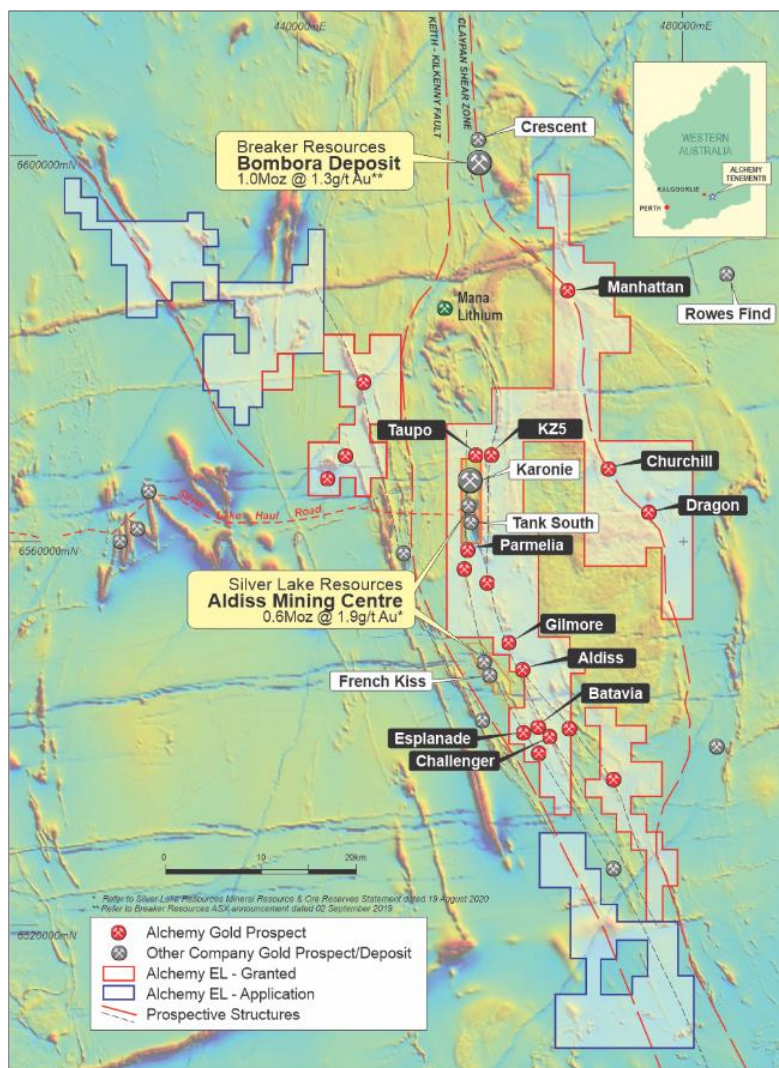 440000mE
480000mE
KEITH - KILKENNY FAULT
CLAYPAN SHEAR ZONE
WESTERN
AUSTRALIA
ALCHEMY
TENEMENTS
KALGOORLIE
PERTH
Crescent
Breaker Resources
Bombora Deposit
1.0Moz @ 1.3g/t Au**
6600000mN
Manhattan
Rowes Find
Mana
Lithium
Taupo
KZ5
Karonie
Churchill
Silver Lake Haul Road
Tank South
Dragon
6560000mN
Parmelia
Silver Lake Resources
Aldiss Mining Centre
0.6Moz @ 1.9g/t Au*
Gilmore
Aldiss
French Kiss
Batavia
Esplanade
Challenger
0 10 20km
* Refer to Silver Lake Resources Mineral Resource & Ore Reserves Statement dated 19 August 2020
** Refer to Breaker Resources ASX announcement dated 02 September 2019
6520000mN
Alchemy Gold Prospect
Other Company Gold Prospect/Deposit
Alchemy EL - Granted
Alchemy EL - Application
Prospective Structures